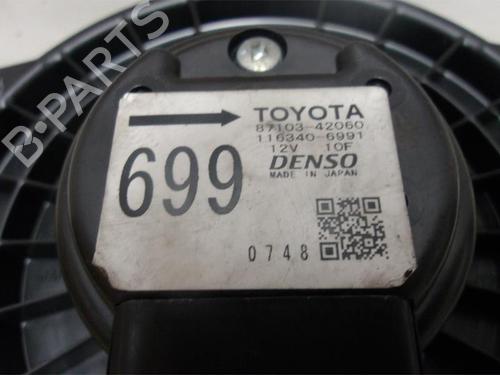 TOYOTA
87103-42060
116340-6991
12V 10F
DENSO
MADE IN JAPAN
699
0748
B-PARTS